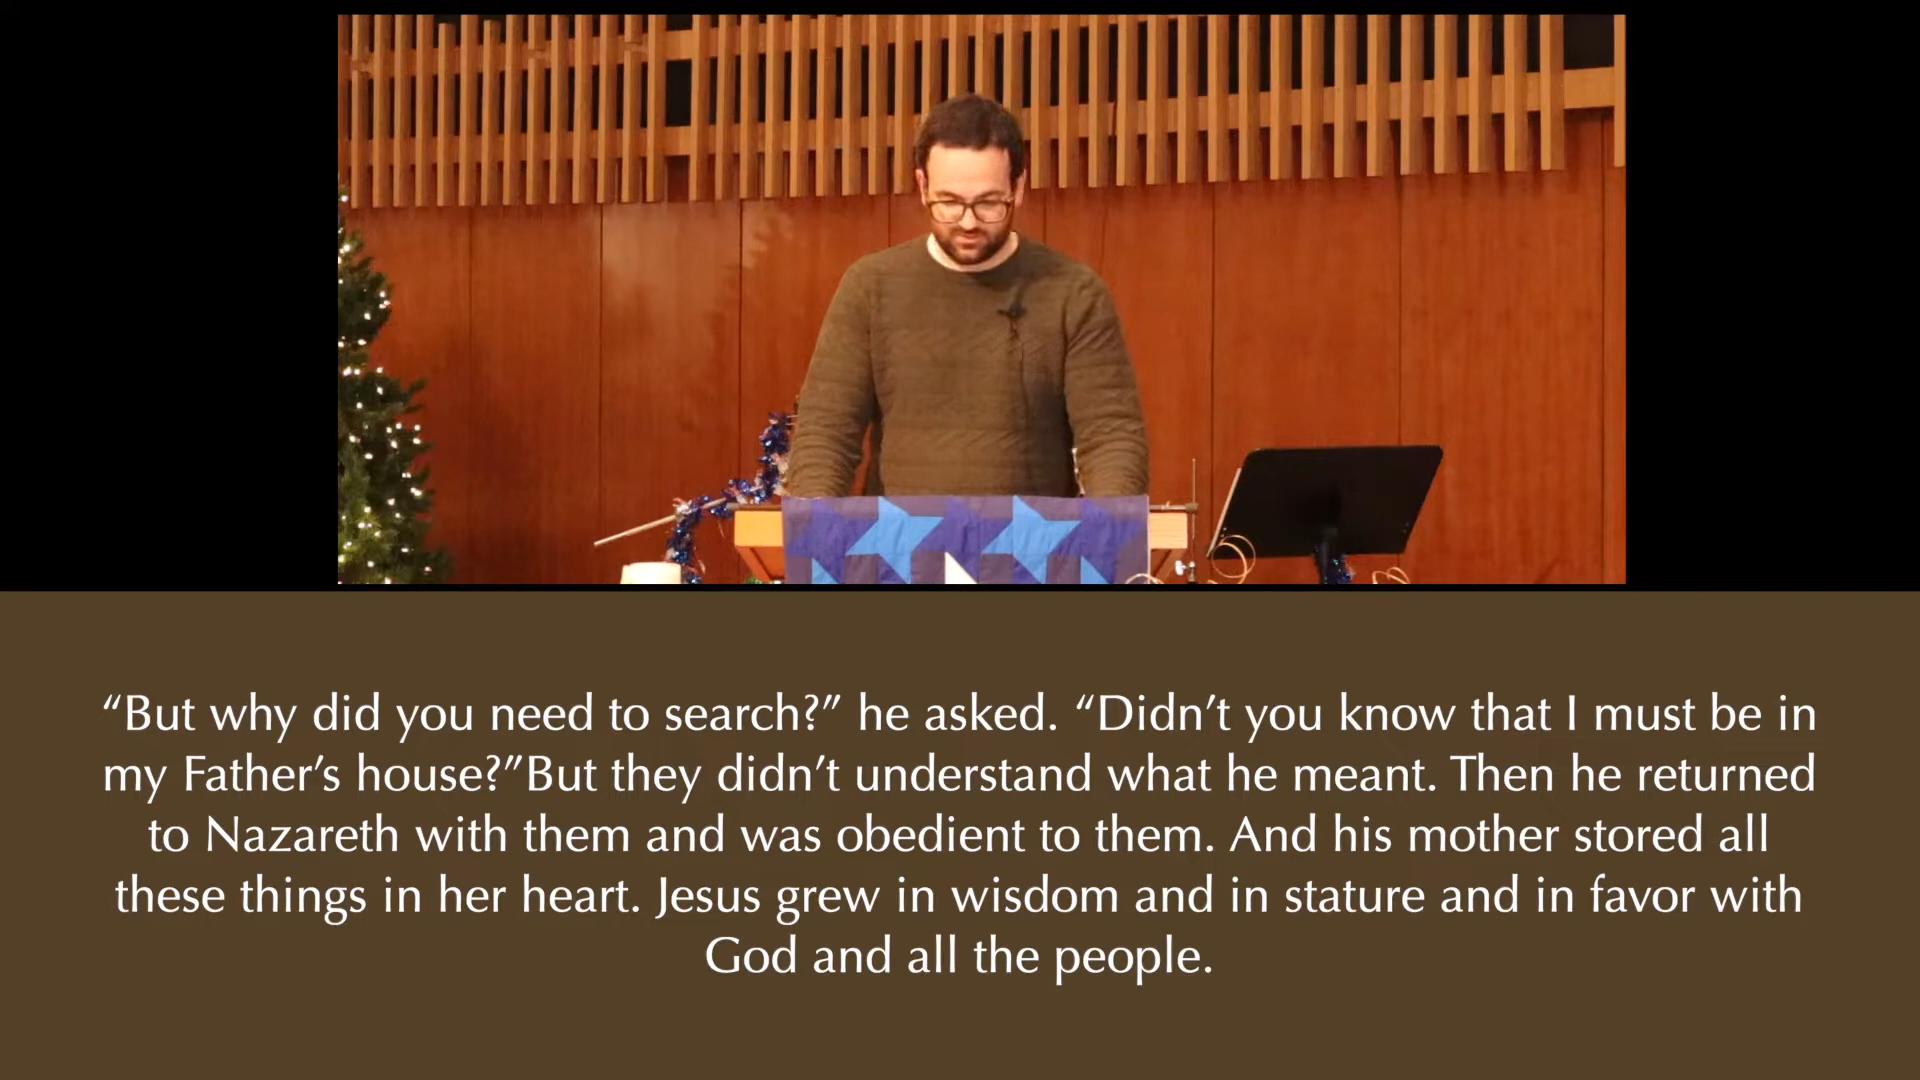 “But why did you need to search?” he asked. “Didn’t you know that I must be in
my Father’s house?”But they didn’t understand what he meant. Then he returned
to Nazareth with them and was obedient to them. And his mother stored all
these things in her heart. Jesus grew in wisdom and in stature and in favor with
God and all the people.